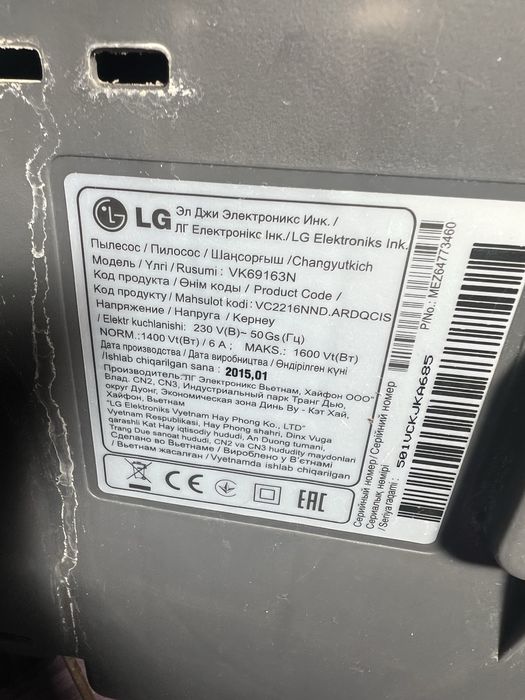 LG Эл Джи Электроникс Инк. /
ЛГ Електронікс Інк./LG Elektroniks Ink.
Пылесос / Пилосос / Шаңсорғыш /Changyutkich
Модель / Үлгі / Rusumi : VK69163N
Код продукта / Өнім коды / Product Code /
Код продукту / Mahsulot kodi : VC2216NND.ARDQCIS
Напряжение / Напруга / Кернеу
/ Elektr kuchlanishi: 230 V(В)~ 50Gs(Гц)
NORM.:1400 Vt(Вт) / 6 A ; MAKS.: 1600 Vt(Вт)
Дата производства / Дата виробництва / Өндірілген күні
/Ishlab chiqarilgan sana : 2015,01
Производитель:"ЛГ Электроникс Вьетнам, Хайфон ООО"
Влад. CN2, CN3, Индустриальный парк Транг Дью,
округ Дуонг, Экономическая зона Динь Ву - Кэт Хай,
Хайфон, Вьетнам
"LG Elektroniks Vyetnam Hay Phong Ko., LTD"
Vyetnam Respublikasi, Hay Phong shahri, Dinx Vuga
qarashli Kat Hay iqtisodiy hududi, An Duong tumani,
Trang Due sanoat hududi, CN2 va CN3 hududiy maydonlari
Сделано во Вьетнаме / Вироблено у В'єтнамі
/ Вьетнам жасалған / Vyetnamda ishlab chiqarilgan
CE EAC
P/No.: MEZ64773460
Серийный номер / Серійний номер
Сериалық нөмірі
/ Seriya raqami : 501VCKJKA685